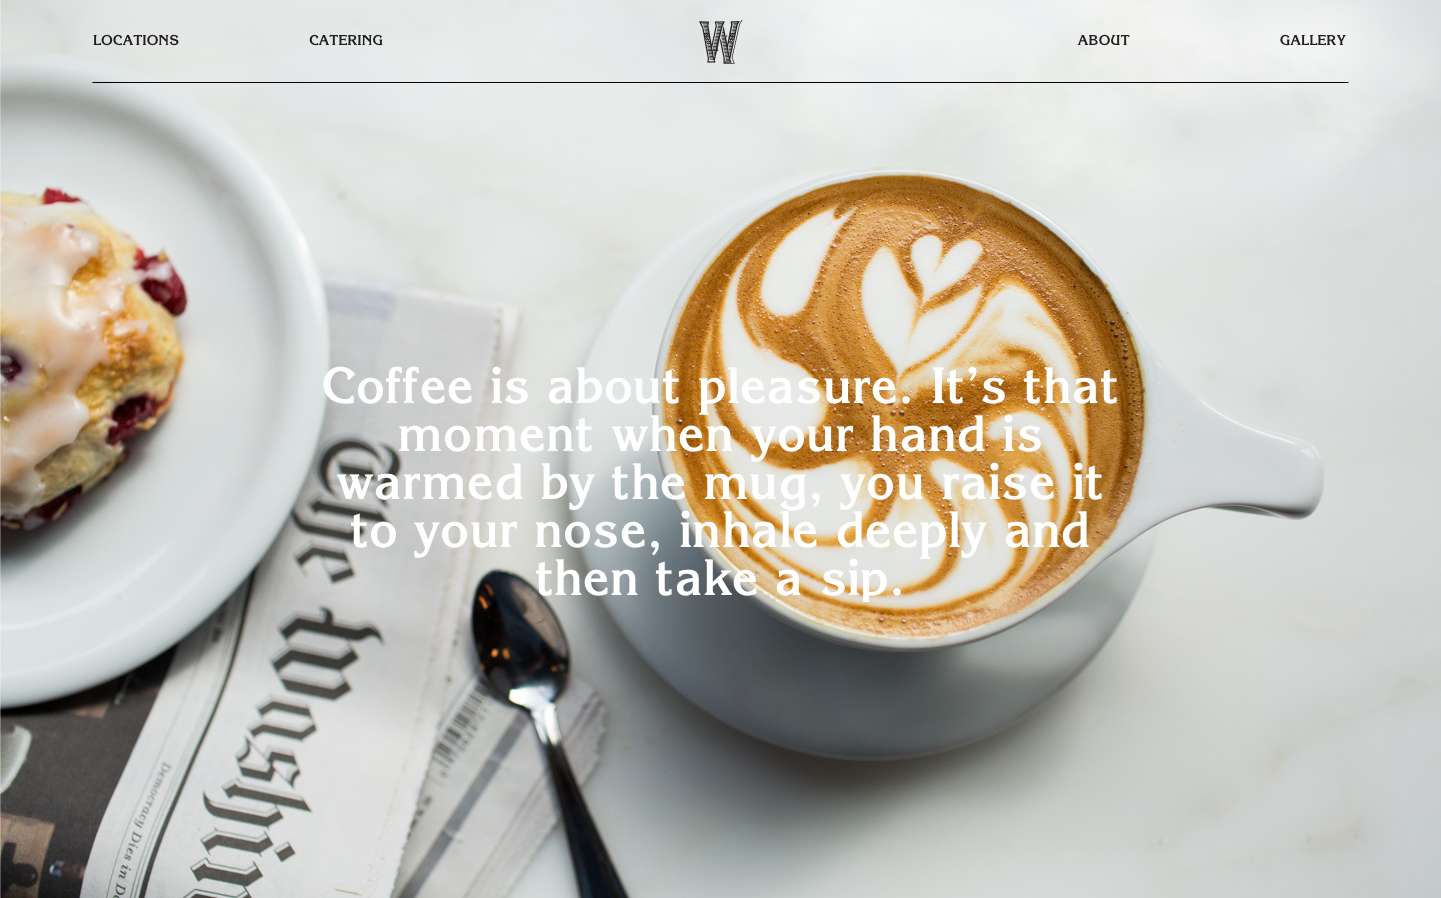 LOCATIONS
CATERING
W
ABOUT
GALLERY
Coffee is about pleasure. It’s that
moment when your hand is
warmed by the mug, you raise it
to your nose, inhale deeply and
then take a sip.
The Washin
Democracy Dies in Da